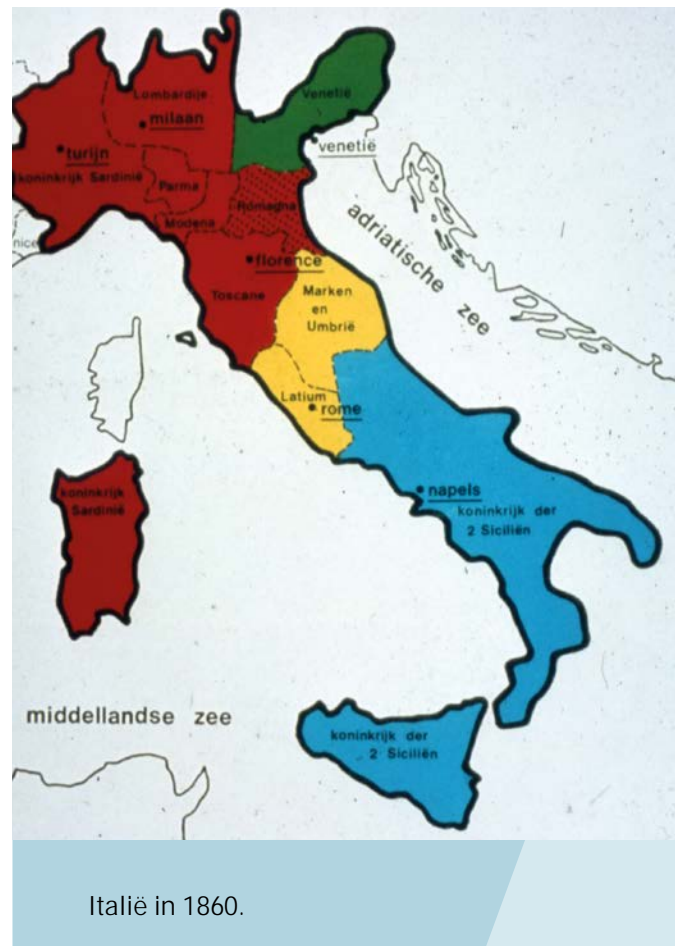 Lombardije
milaan
Venetië
turijn
venetië
koninkrijk Sardinië
Parma
Romagna
Modena
nice
adriatische zee
florence
Toscane
Marken
en
Umbrië
Latium
rome
koninkrijk
Sardinië
napels
koninkrijk der
2 Siciliën
middellandse zee
koninkrijk der
2 Siciliën
Italië in 1860.